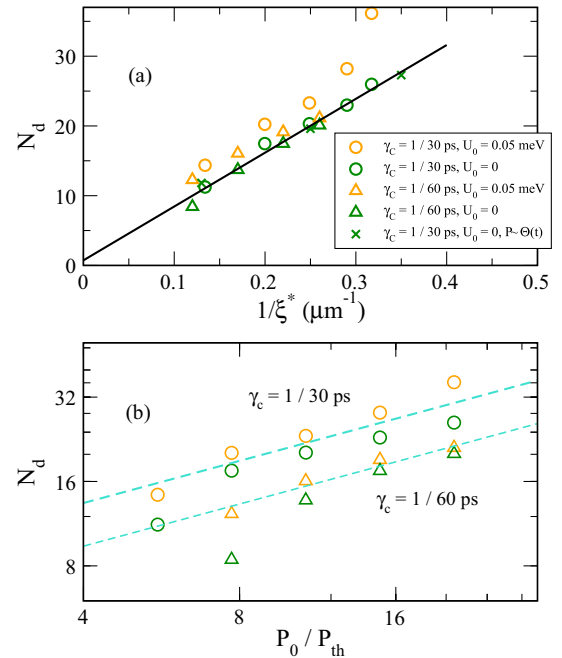 30
20
10
0
N_d
(a)
γ_C = 1 / 30 ps, U_0 = 0.05 meV
γ_C = 1 / 30 ps, U_0 = 0
γ_C = 1 / 60 ps, U_0 = 0.05 meV
γ_C = 1 / 60 ps, U_0 = 0
γ_C = 1 / 30 ps, U_0 = 0, P~Θ(t)
0 0.1 0.2 0.3 0.4 0.5
1/ξ^* (μm^-1)
32
16
8
N_d
(b)
γ_c = 1 / 30 ps
γ_c = 1 / 60 ps
4 8 16
P_0 / P_th